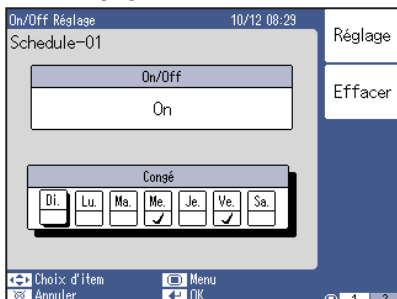 On/Off Réglage 10/12 08:29
Schedule-01
Réglage
Effacer
On/Off
On
Congé
Di. Lu. Ma. Me. Je. Ve. Sa.
Choix d'item Menu
Annuler OK 1 2